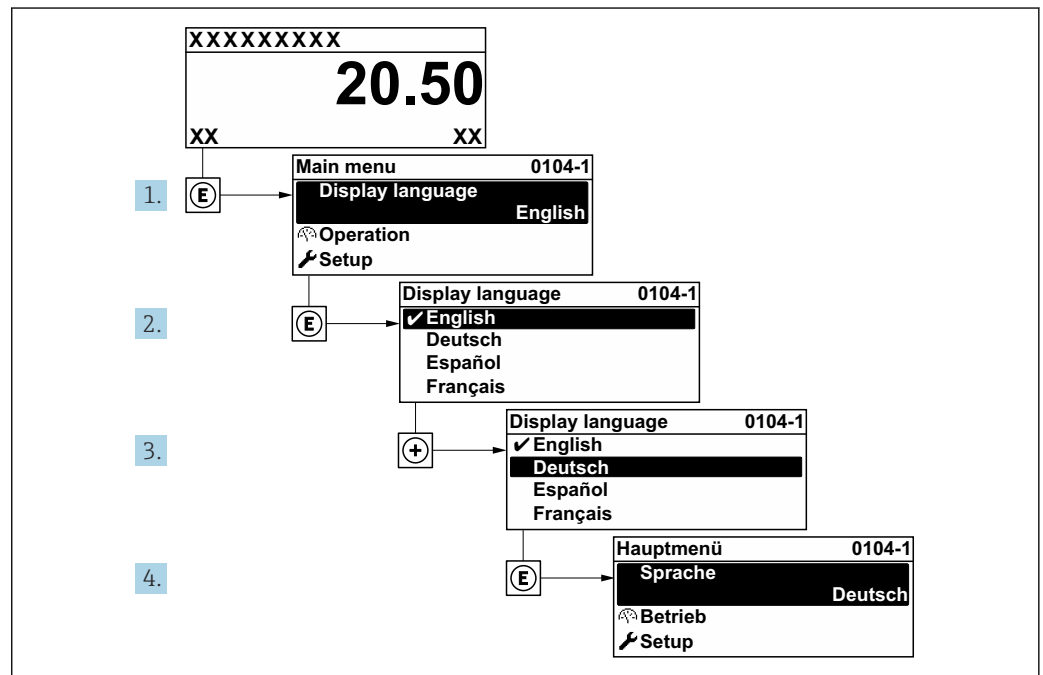 XXXXXXXXX
20.50
XX XX
1. E
Main menu 0104-1
Display language
English
Operation
Setup
2. E
Display language 0104-1
✔English
Deutsch
Español
Français
3. +
Display language 0104-1
✔English
Deutsch
Español
Français
4. E
Hauptmenü 0104-1
Sprache
Deutsch
Betrieb
Setup